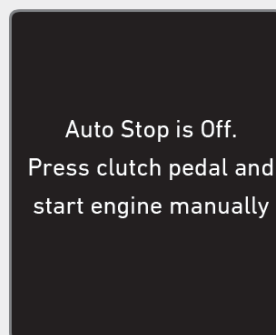 Auto Stop is Off.
Press clutch pedal and
start engine manually